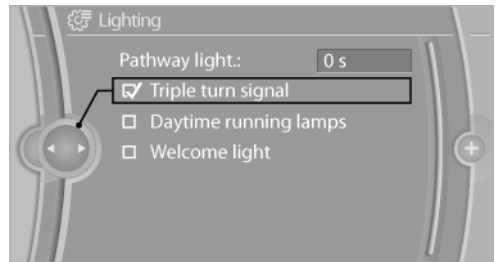 Lighting
Pathway light.: 0 s
Triple turn signal
Daytime running lamps
Welcome light